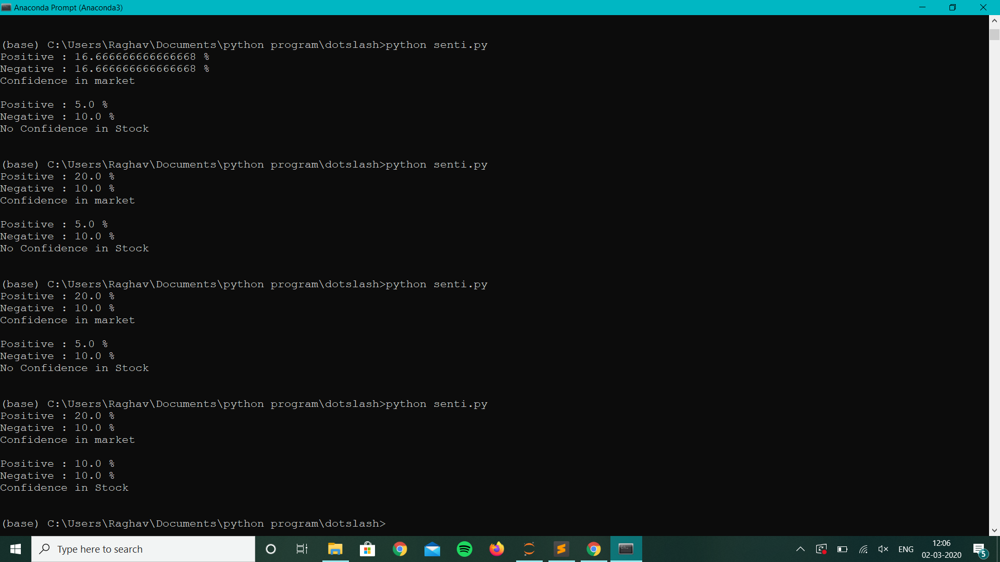 Anaconda Prompt (Anaconda3)
(base) C:\Users\Raghav\Documents\python program\dotslash>python senti.py
Positive : 16.666666666666668 %
Negative : 16.666666666666668 %
Confidence in market
Positive : 5.0 %
Negative : 10.0 %
No Confidence in Stock
(base) C:\Users\Raghav\Documents\python program\dotslash>python senti.py
Positive : 20.0 %
Negative : 10.0 %
Confidence in market
Positive : 5.0 %
Negative : 10.0 %
No Confidence in Stock
(base) C:\Users\Raghav\Documents\python program\dotslash>python senti.py
Positive : 20.0 %
Negative : 10.0 %
Confidence in market
Positive : 5.0 %
Negative : 10.0 %
No Confidence in Stock
(base) C:\Users\Raghav\Documents\python program\dotslash>python senti.py
Positive : 20.0 %
Negative : 10.0 %
Confidence in market
Positive : 10.0 %
Negative : 10.0 %
Confidence in Stock
(base) C:\Users\Raghav\Documents\python program\dotslash>
Type here to search
ENG
12:06
02-03-2020
5